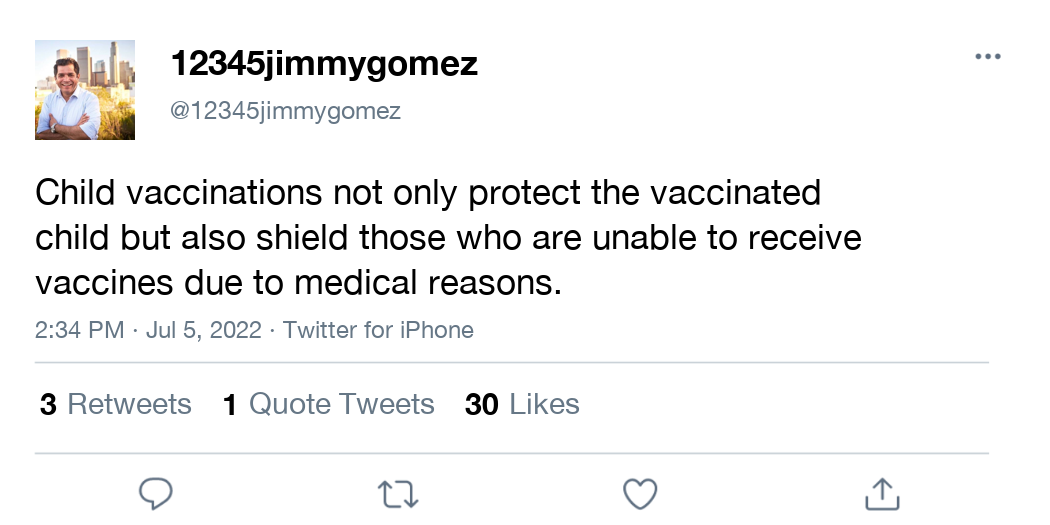 12345jimmygomez
@12345jimmygomez
Child vaccinations not only protect the vaccinated
child but also shield those who are unable to receive
vaccines due to medical reasons.
2:34 PM · Jul 5, 2022 · Twitter for iPhone
3 Retweets 1 Quote Tweets 30 Likes